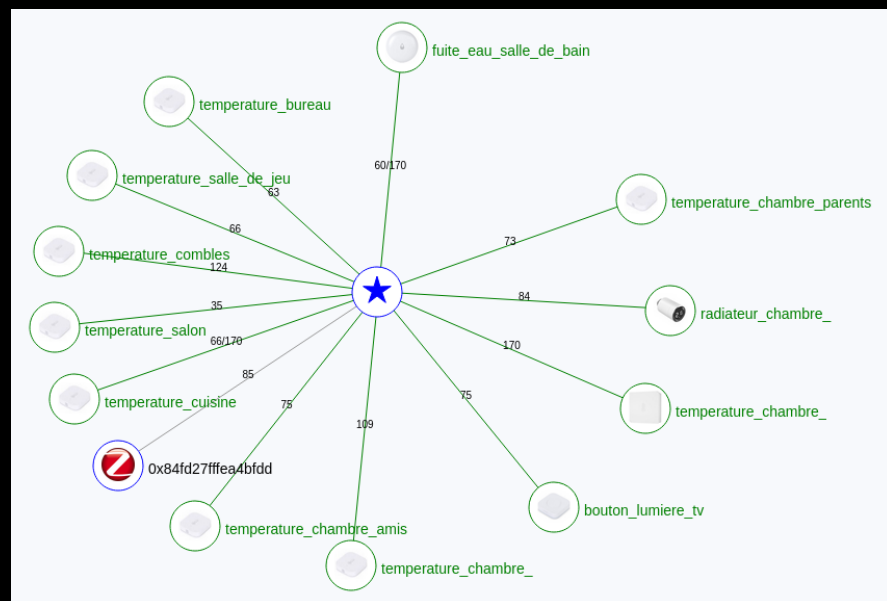 fuite_eau_salle_de_bain
temperature_bureau
60/170
temperature_salle_de_jeu
63
temperature_chambre_parents
66
73
temperature_combles
124
84
35
radiateur_chambre_
temperature_salon
66/170
170
85
75
75
temperature_cuisine
temperature_chambre_
109
0x84fd27fffea4bfdd
bouton_lumiere_tv
temperature_chambre_amis
temperature_chambre_